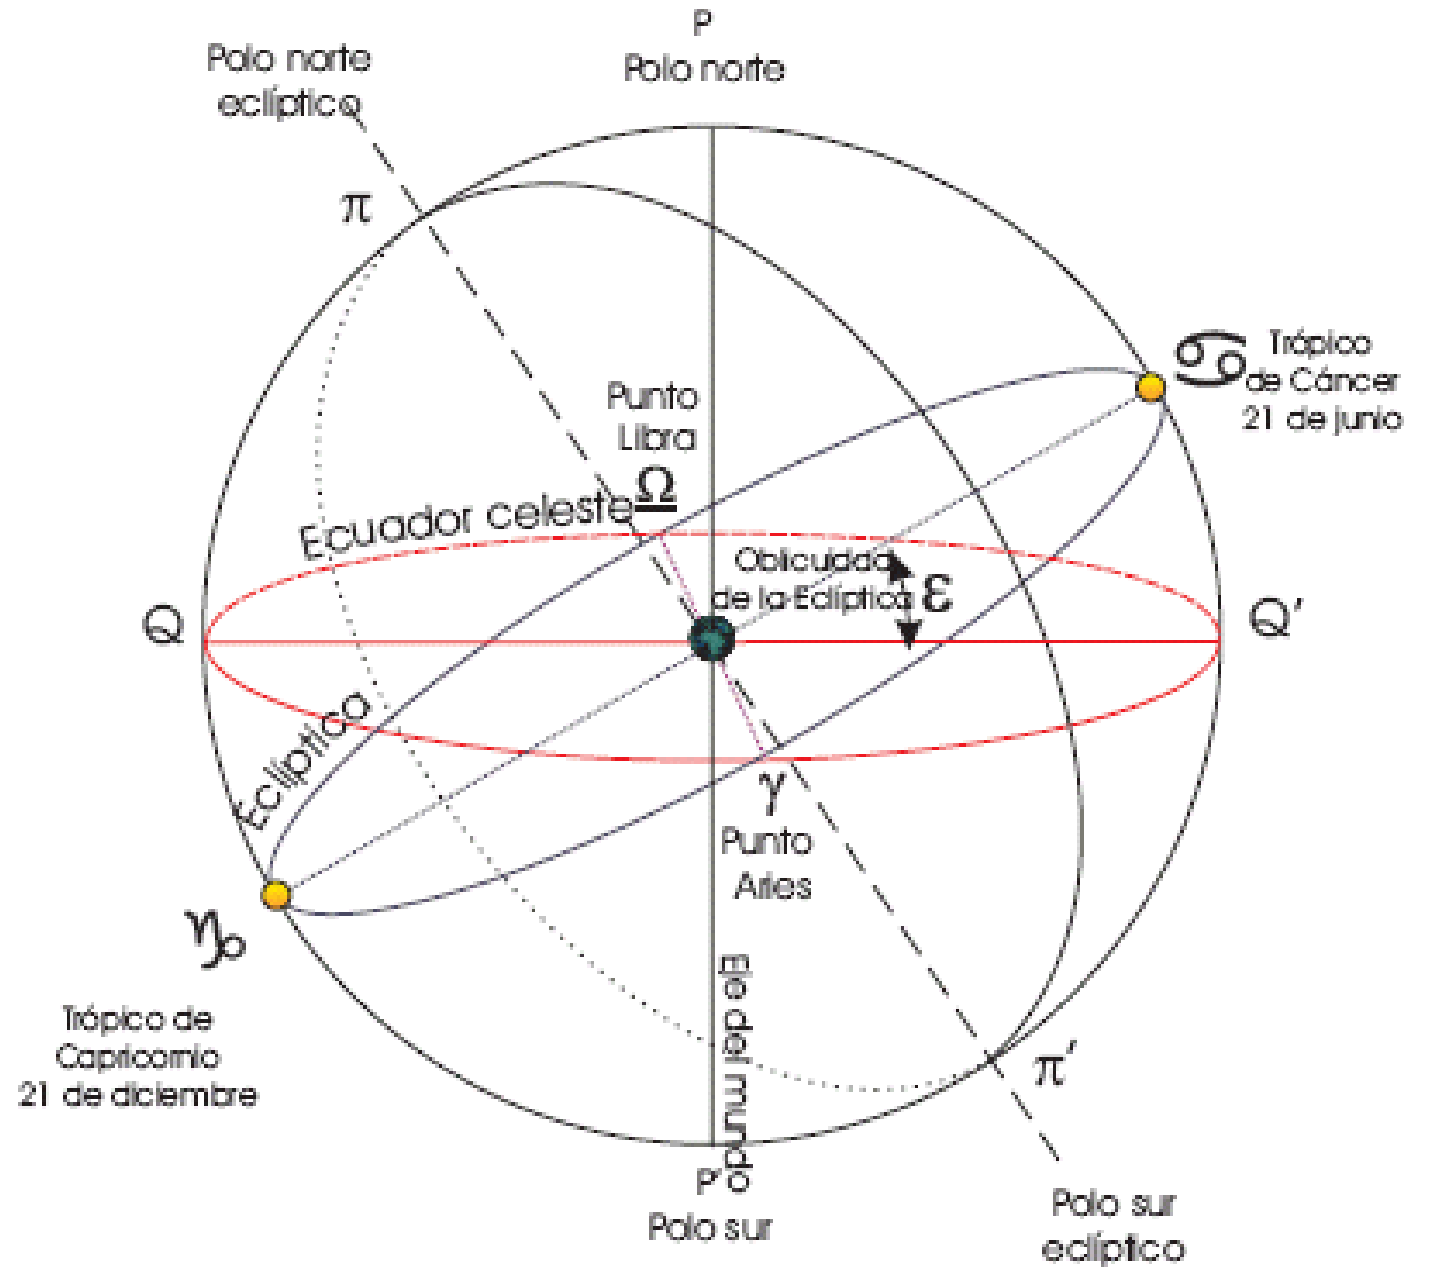 P
Polo norte
Polo norte
eclíptico
π
♋
Trópico
de Cáncer
21 de junio
Punto
Libra
Ω
Ecuador celeste
Oblicuidad
de la Eclíptica
ε
Q
Q'
Eclíptica
γ
Punto
Aries
♑
Trópico de
Capricornio
21 de diciembre
Eje del mundo
π'
P'
Polo sur
Polo sur
eclíptico